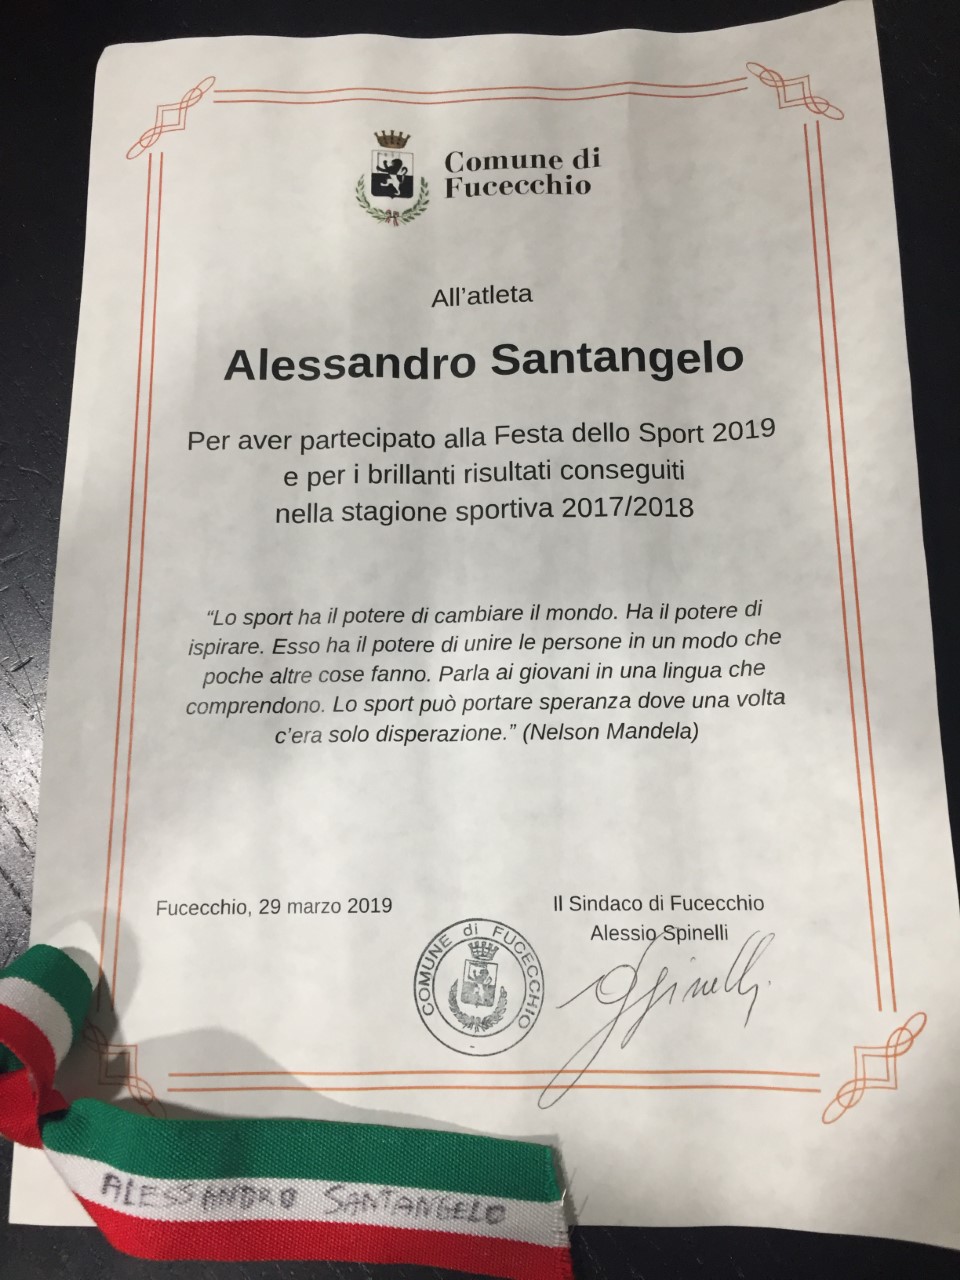 Comune di
Fucecchio
All'atleta
Alessandro Santangelo
Per aver partecipato alla Festa dello Sport 2019
e per i brillanti risultati conseguiti
nella stagione sportiva 2017/2018
“Lo sport ha il potere di cambiare il mondo. Ha il potere di
ispirare. Esso ha il potere di unire le persone in un modo che
poche altre cose fanno. Parla ai giovani in una lingua che
comprendono. Lo sport può portare speranza dove una volta
c'era solo disperazione.” (Nelson Mandela)
Fucecchio, 29 marzo 2019
Il Sindaco di Fucecchio
Alessio Spinelli
COMUNE di FUCECCHIO
Spinelli
ALESSANDRO SANTANGELO